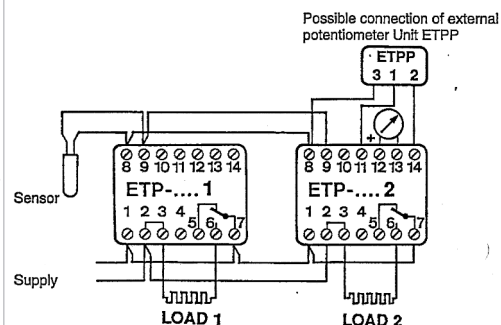 Possible connection of external
potentiometer Unit ETPP
ETPP
3 1 2
+
8 9 10 11 12 13 14
ETP-.... 1
1 2 3 4 5 6 7
8 9 10 11 12 13 14
ETP-.... 2
1 2 3 4 5 6 7
Sensor
Supply
LOAD 1
LOAD 2